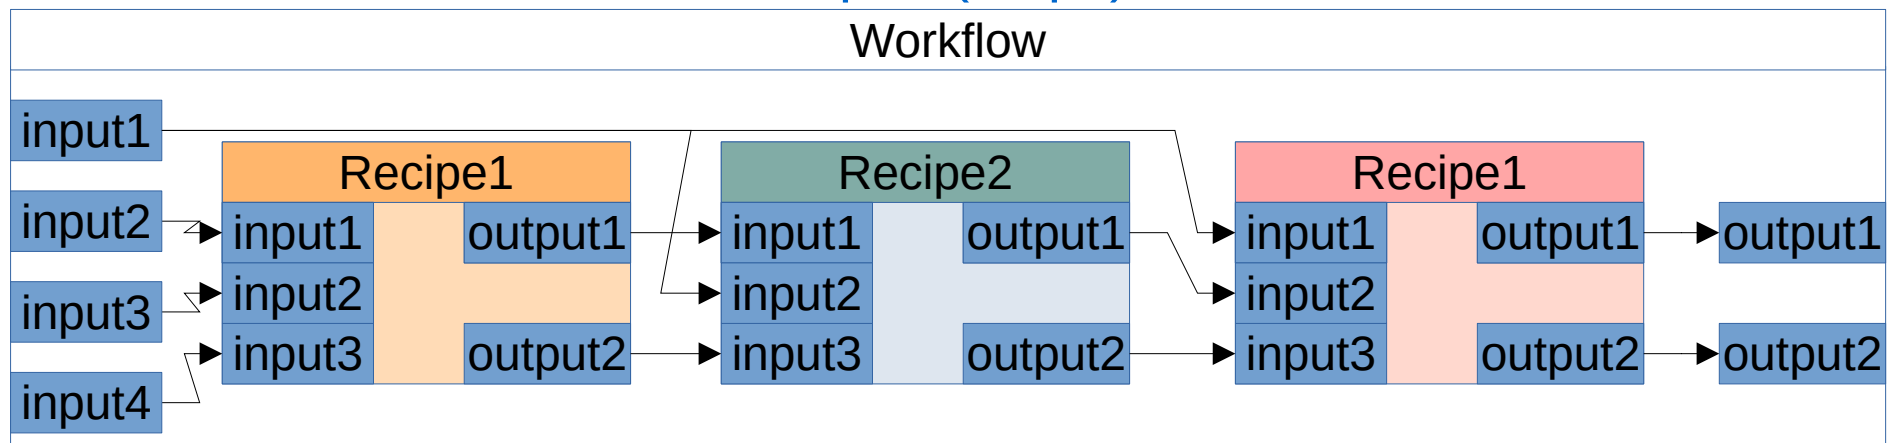 Workflow
input1
input2
input3
input4
Recipe1
input1
output1
input2
input3
output2
Recipe2
input1
output1
input2
input3
output2
Recipe1
input1
output1
input2
input3
output2
output1
output2